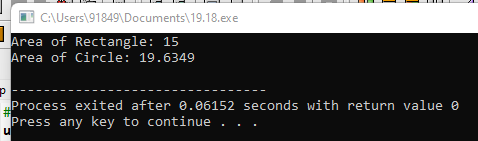 C:\Users\91849\Documents\19.18.exe
Area of Rectangle: 15
Area of Circle: 19.6349
--------------------------------
Process exited after 0.06152 seconds with return value 0
Press any key to continue . . .
p
#
u